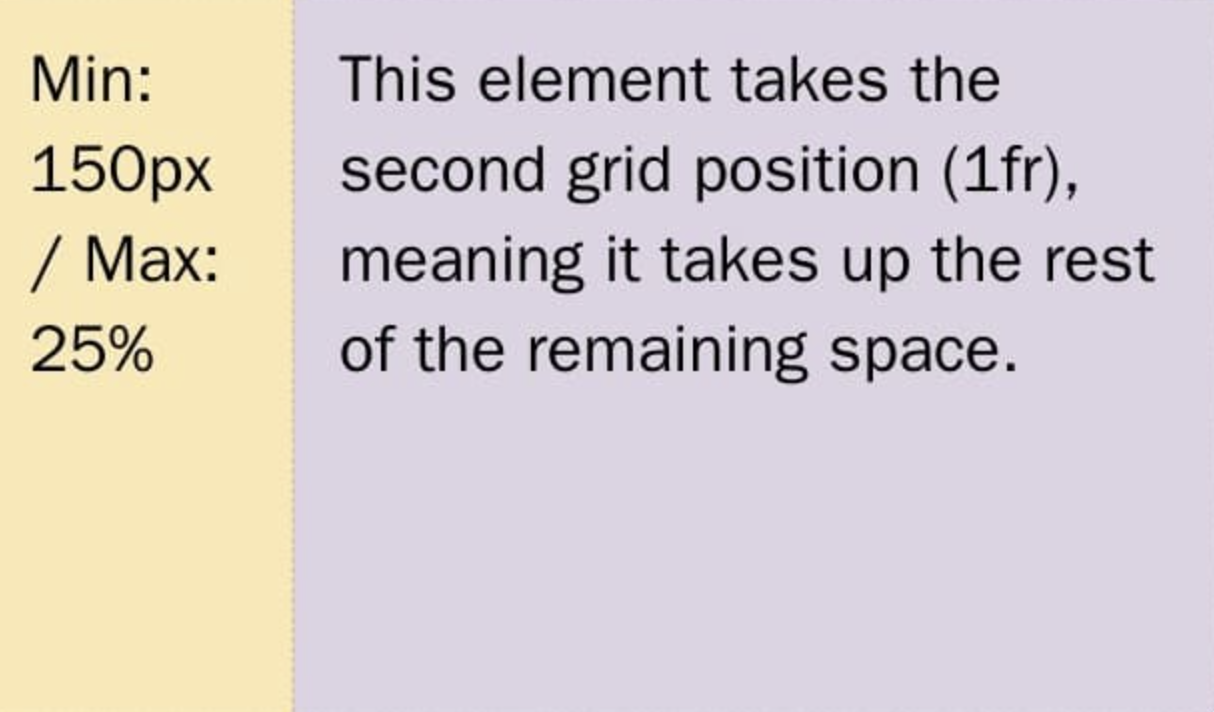 Min:
150px
/ Max:
25%
This element takes the
second grid position (1fr),
meaning it takes up the rest
of the remaining space.